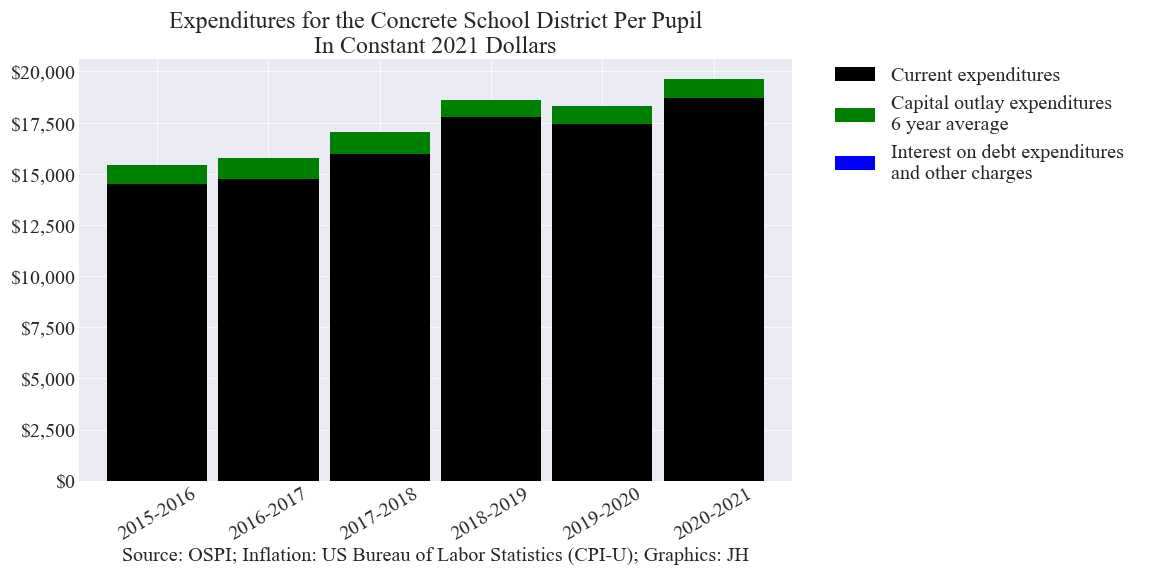 Expenditures for the Concrete School District Per Pupil
In Constant 2021 Dollars
$20,000
$17,500
$15,000
$12,500
$10,000
$7,500
$5,000
$2,500
$0
2015-2016
2016-2017
2017-2018
2018-2019
2019-2020
2020-2021
Source: OSPI; Inflation: US Bureau of Labor Statistics (CPI-U); Graphics: JH
Current expenditures
Capital outlay expenditures
6 year average
Interest on debt expenditures
and other charges